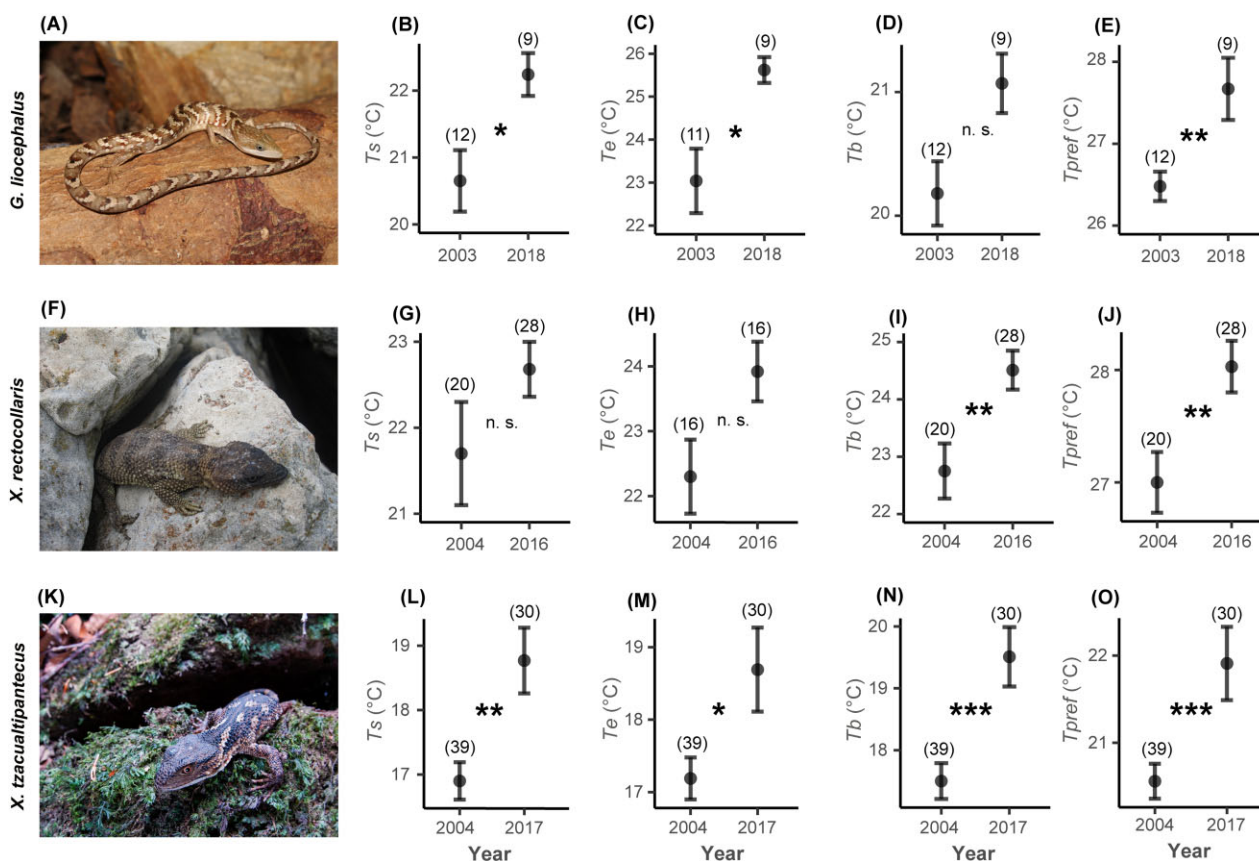 (A)
G. liocephalus
(B)
Ts (°C)
22
21
20
(12)
(9)
*
2003
2018
(C)
Te (°C)
26
25
24
23
22
(11)
(9)
*
2003
2018
(D)
Tb (°C)
21
20
(12)
(9)
n. s.
2003
2018
(E)
Tpref (°C)
28
27
26
(12)
(9)
**
2003
2018
(F)
X. rectocollaris
(G)
Ts (°C)
23
22
21
(20)
(28)
n. s.
2004
2016
(H)
Te (°C)
24
23
22
(16)
(16)
n. s.
2004
2016
(I)
Tb (°C)
25
24
23
22
(20)
(28)
**
2004
2016
(J)
Tpref (°C)
28
27
(20)
(28)
**
2004
2016
(K)
X. tzacualtipantecus
(L)
Ts (°C)
19
18
17
(39)
(30)
**
2004
2017
Year
(M)
Te (°C)
19
18
17
(39)
(30)
*
2004
2017
Year
(N)
Tb (°C)
20
19
18
(39)
(30)
***
2004
2017
Year
(O)
Tpref (°C)
22
21
(39)
(30)
***
2004
2017
Year